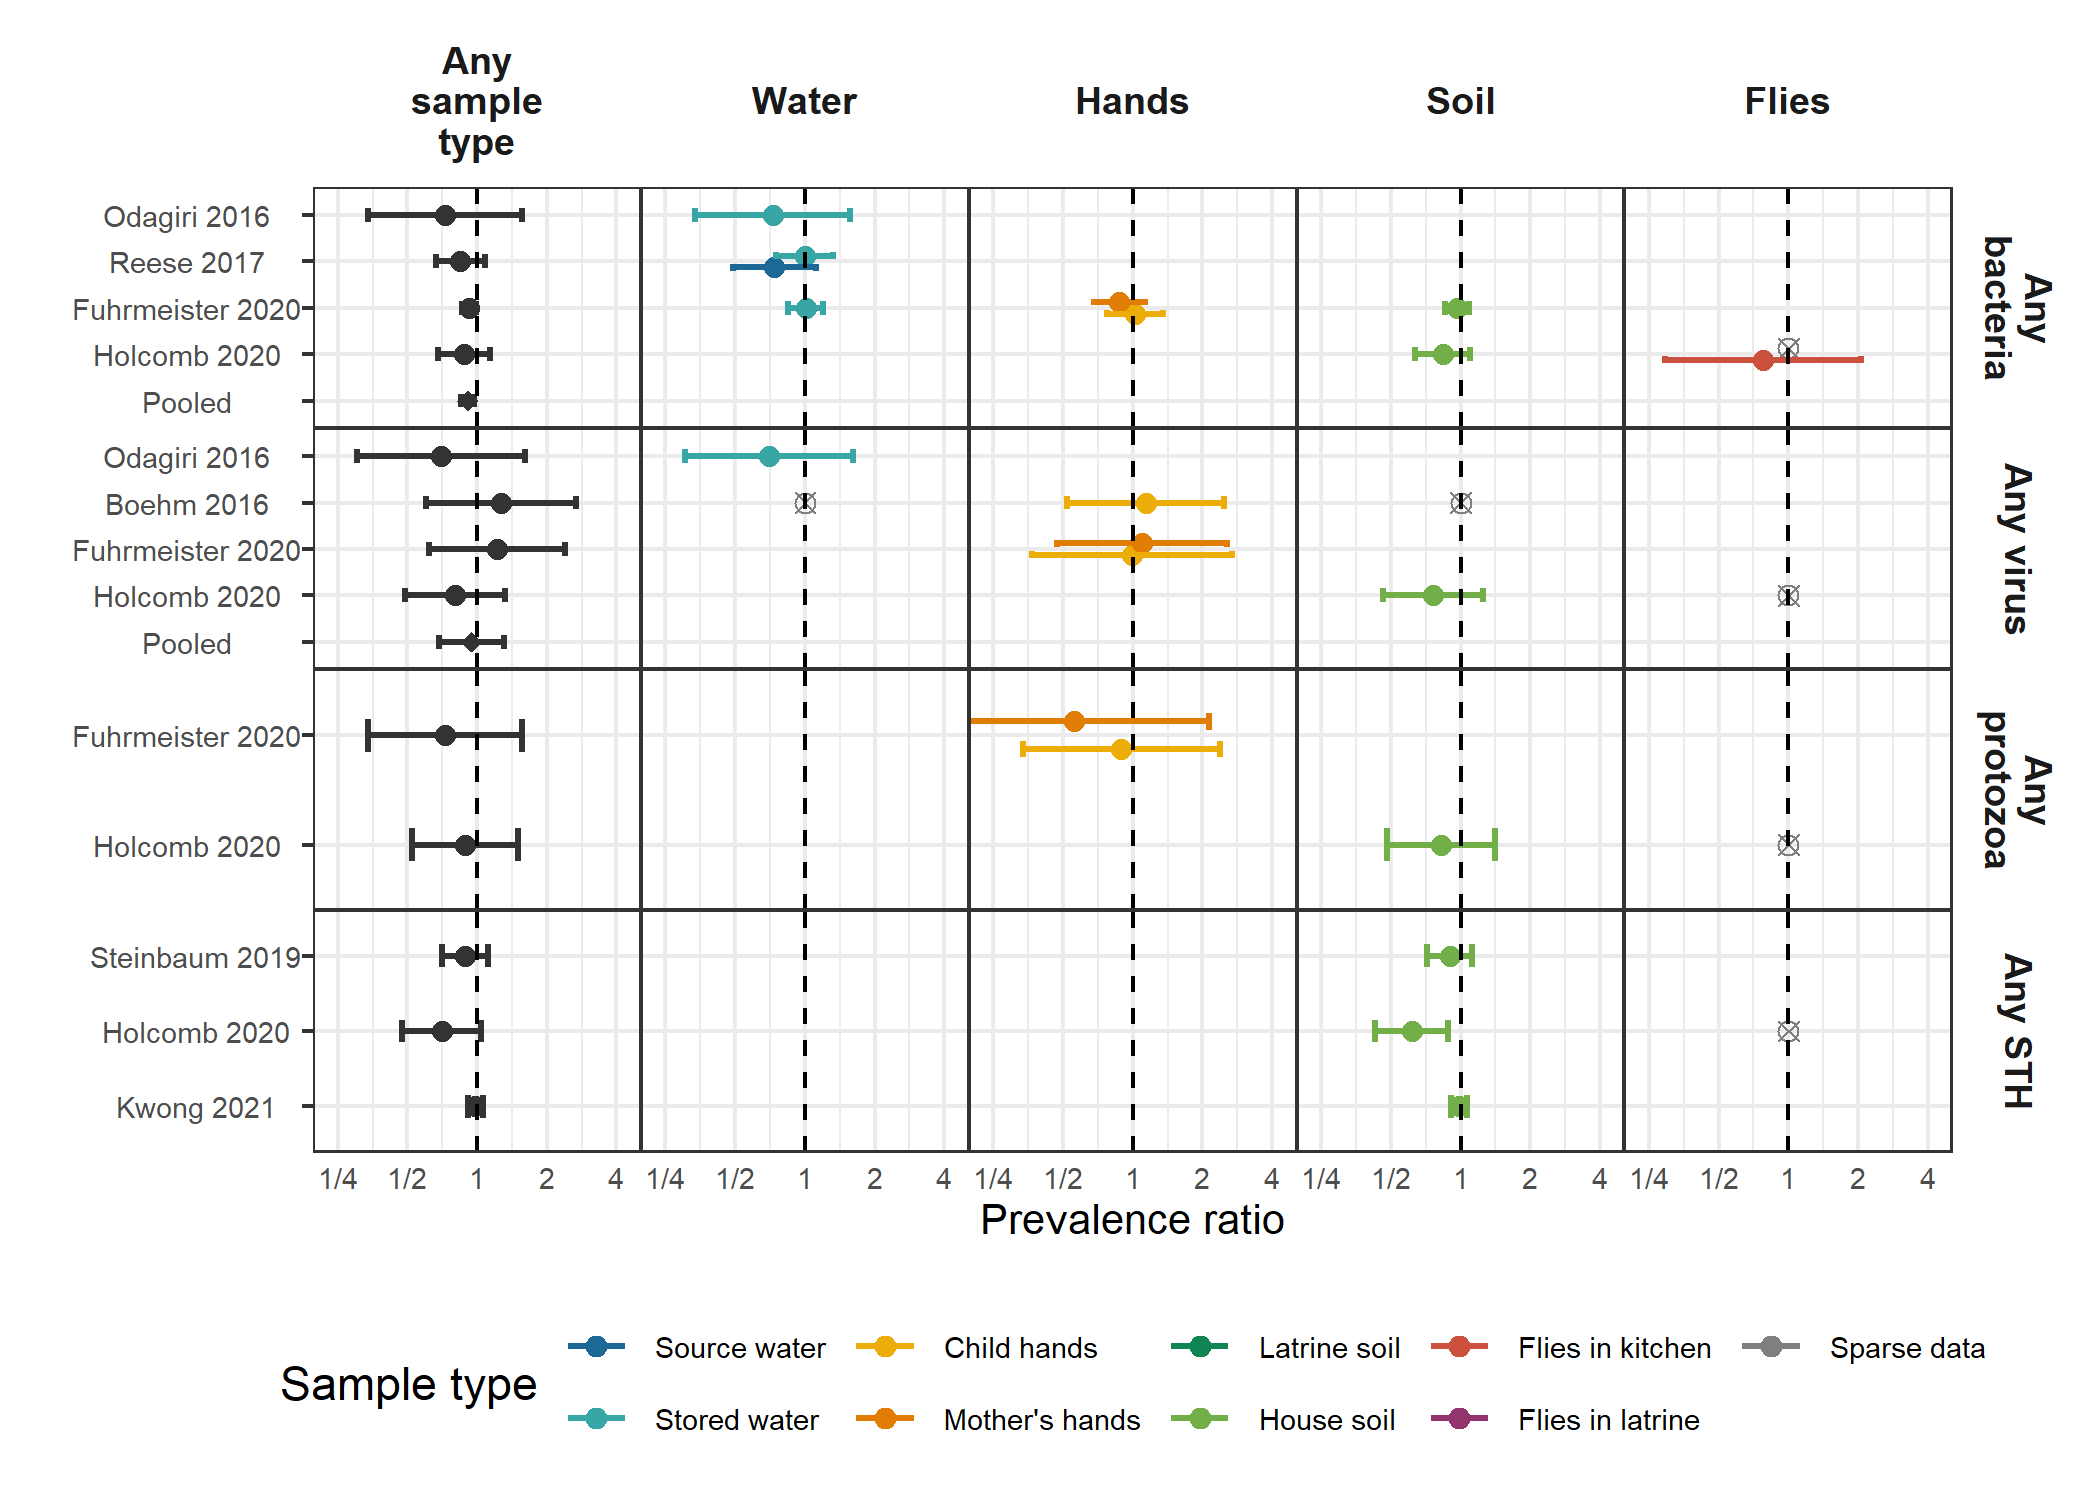 Any
sample
type
Water
Hands
Soil
Flies
Odagiri 2016
Reese 2017
Fuhrmeister 2020
Holcomb 2020
Pooled
Any
bacteria
Odagiri 2016
Boehm 2016
Fuhrmeister 2020
Holcomb 2020
Pooled
Any virus
Fuhrmeister 2020
Holcomb 2020
Any
protozoa
Steinbaum 2019
Holcomb 2020
Kwong 2021
Any STH
1/4 1/2 1 2 4 1/4 1/2 1 2 4 1/4 1/2 1 2 4 1/4 1/2 1 2 4 1/4 1/2 1 2 4
Prevalence ratio
Sample type
Source water Child hands Latrine soil Flies in kitchen Sparse data
Stored water Mother's hands House soil Flies in latrine